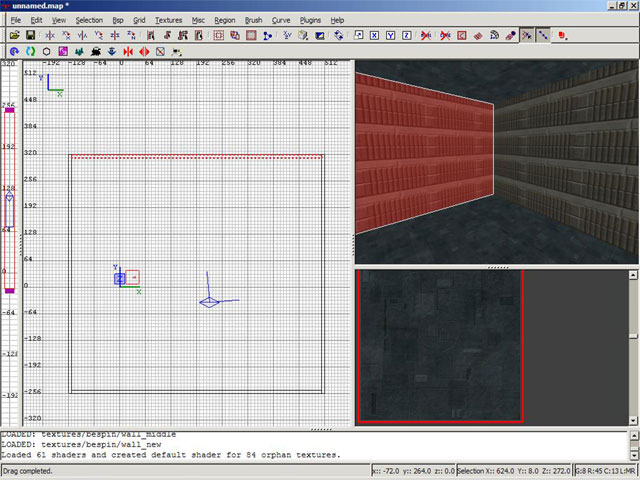 unnamed.map *
File Edit View Selection Bsp Grid Textures Misc Region Brush Curve Plugins Help
320 -192 -128 -64 0 64 128 192 256 320 384 448 512
Y
X
512
448
384
320
256
192
128
64
0
-64
-128
-192
-256
-320
256
192
128
64
0
-64
-128
-192
Y
Z
X
LOADED: textures/bespin/wall_middle
LOADED: textures/bespin/wall_new
Loaded 61 shaders and created default shader for 84 orphan textures.
Drag completed.
x:: -72.0 y:: 264.0 z:: 0.0 Selection X:: 624.0 Y:: 8.0 Z:: 272.0 G:8 R:45 C:13 L:MR